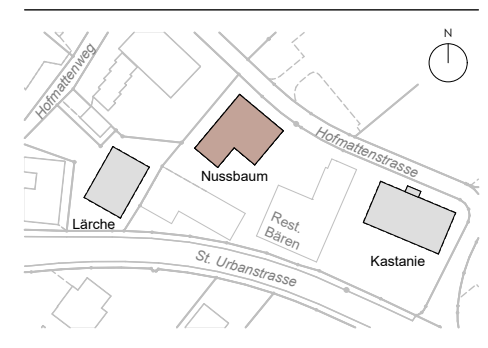 N
Hofmattenweg
Hofmattenstrasse
Nussbaum
Lärche
Rest.
Bären
St. Urbanstrasse
Kastanie